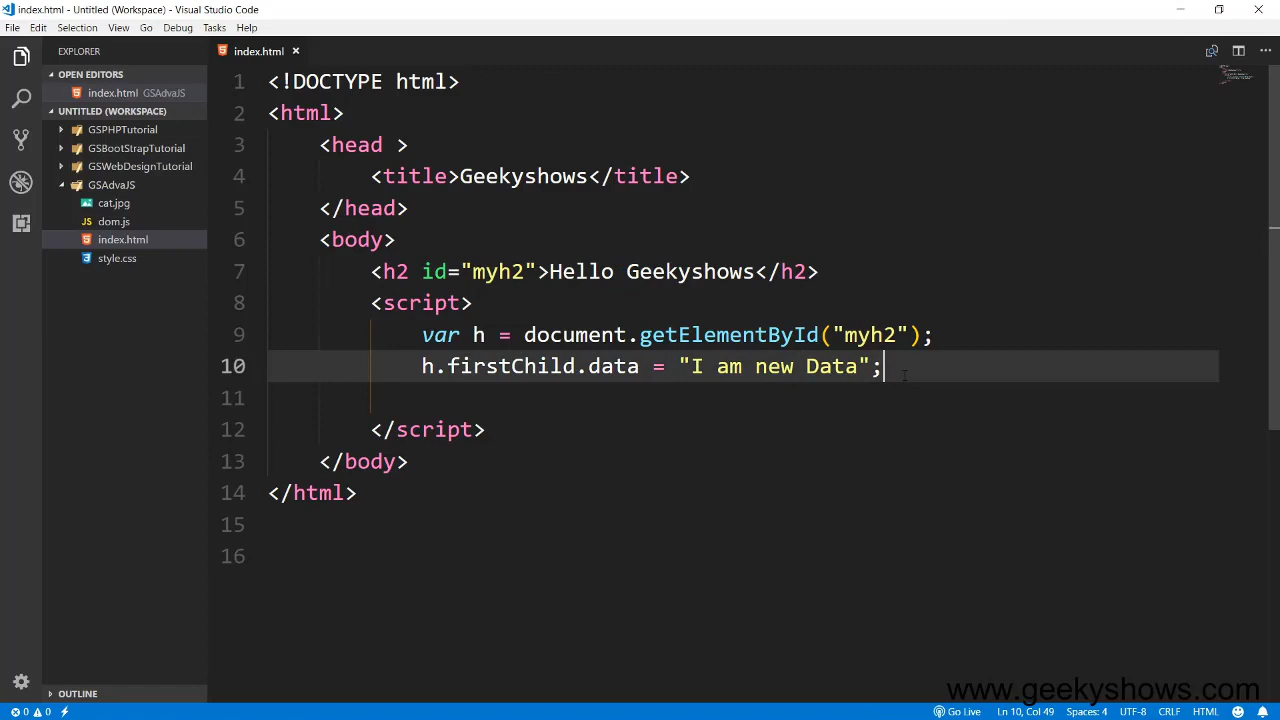 index.html - Untitled (Workspace) - Visual Studio Code
File Edit Selection View Go Debug Tasks Help
EXPLORER
OPEN EDITORS
index.html GSAdvaJS
UNTITLED (WORKSPACE)
GSPHPTutorial
GSBootStrapTutorial
GSWebDesignTutorial
GSAdvaJS
cat.jpg
JS dom.js
index.html
style.css
OUTLINE
index.html ×
1 <!DOCTYPE html>
2 <html>
3 <head >
4 <title>Geekyshows</title>
5 </head>
6 <body>
7 <h2 id="myh2">Hello Geekyshows</h2>
8 <script>
9 var h = document.getElementById("myh2");
10 h.firstChild.data = "I am new Data";
11
12 </script>
13 </body>
14 </html>
15
16
www.geekyshows.com
0 0 Go Live Ln 10, Col 49 Spaces: 4 UTF-8 CRLF HTML